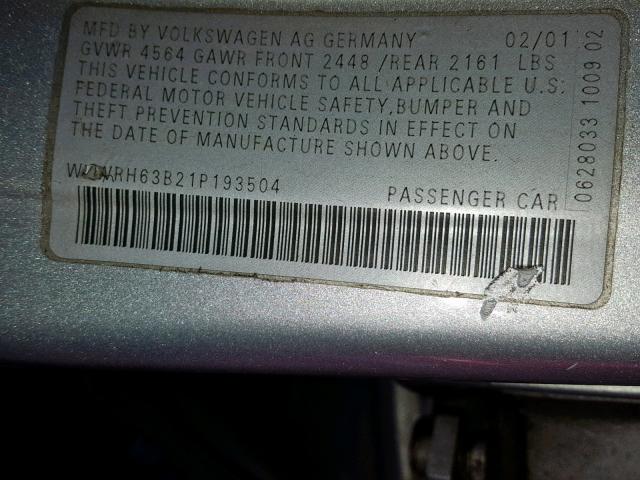 MFD BY VOLKSWAGEN AG GERMANY 02/01
GVWR 4564 GAWR FRONT 2448 /REAR 2161 LBS
THIS VEHICLE CONFORMS TO ALL APPLICABLE U.S:
FEDERAL MOTOR VEHICLE SAFETY,BUMPER AND
THEFT PREVENTION STANDARDS IN EFFECT ON
THE DATE OF MANUFACTURE SHOWN ABOVE.
PASSENGER CAR
0628033 1009 02